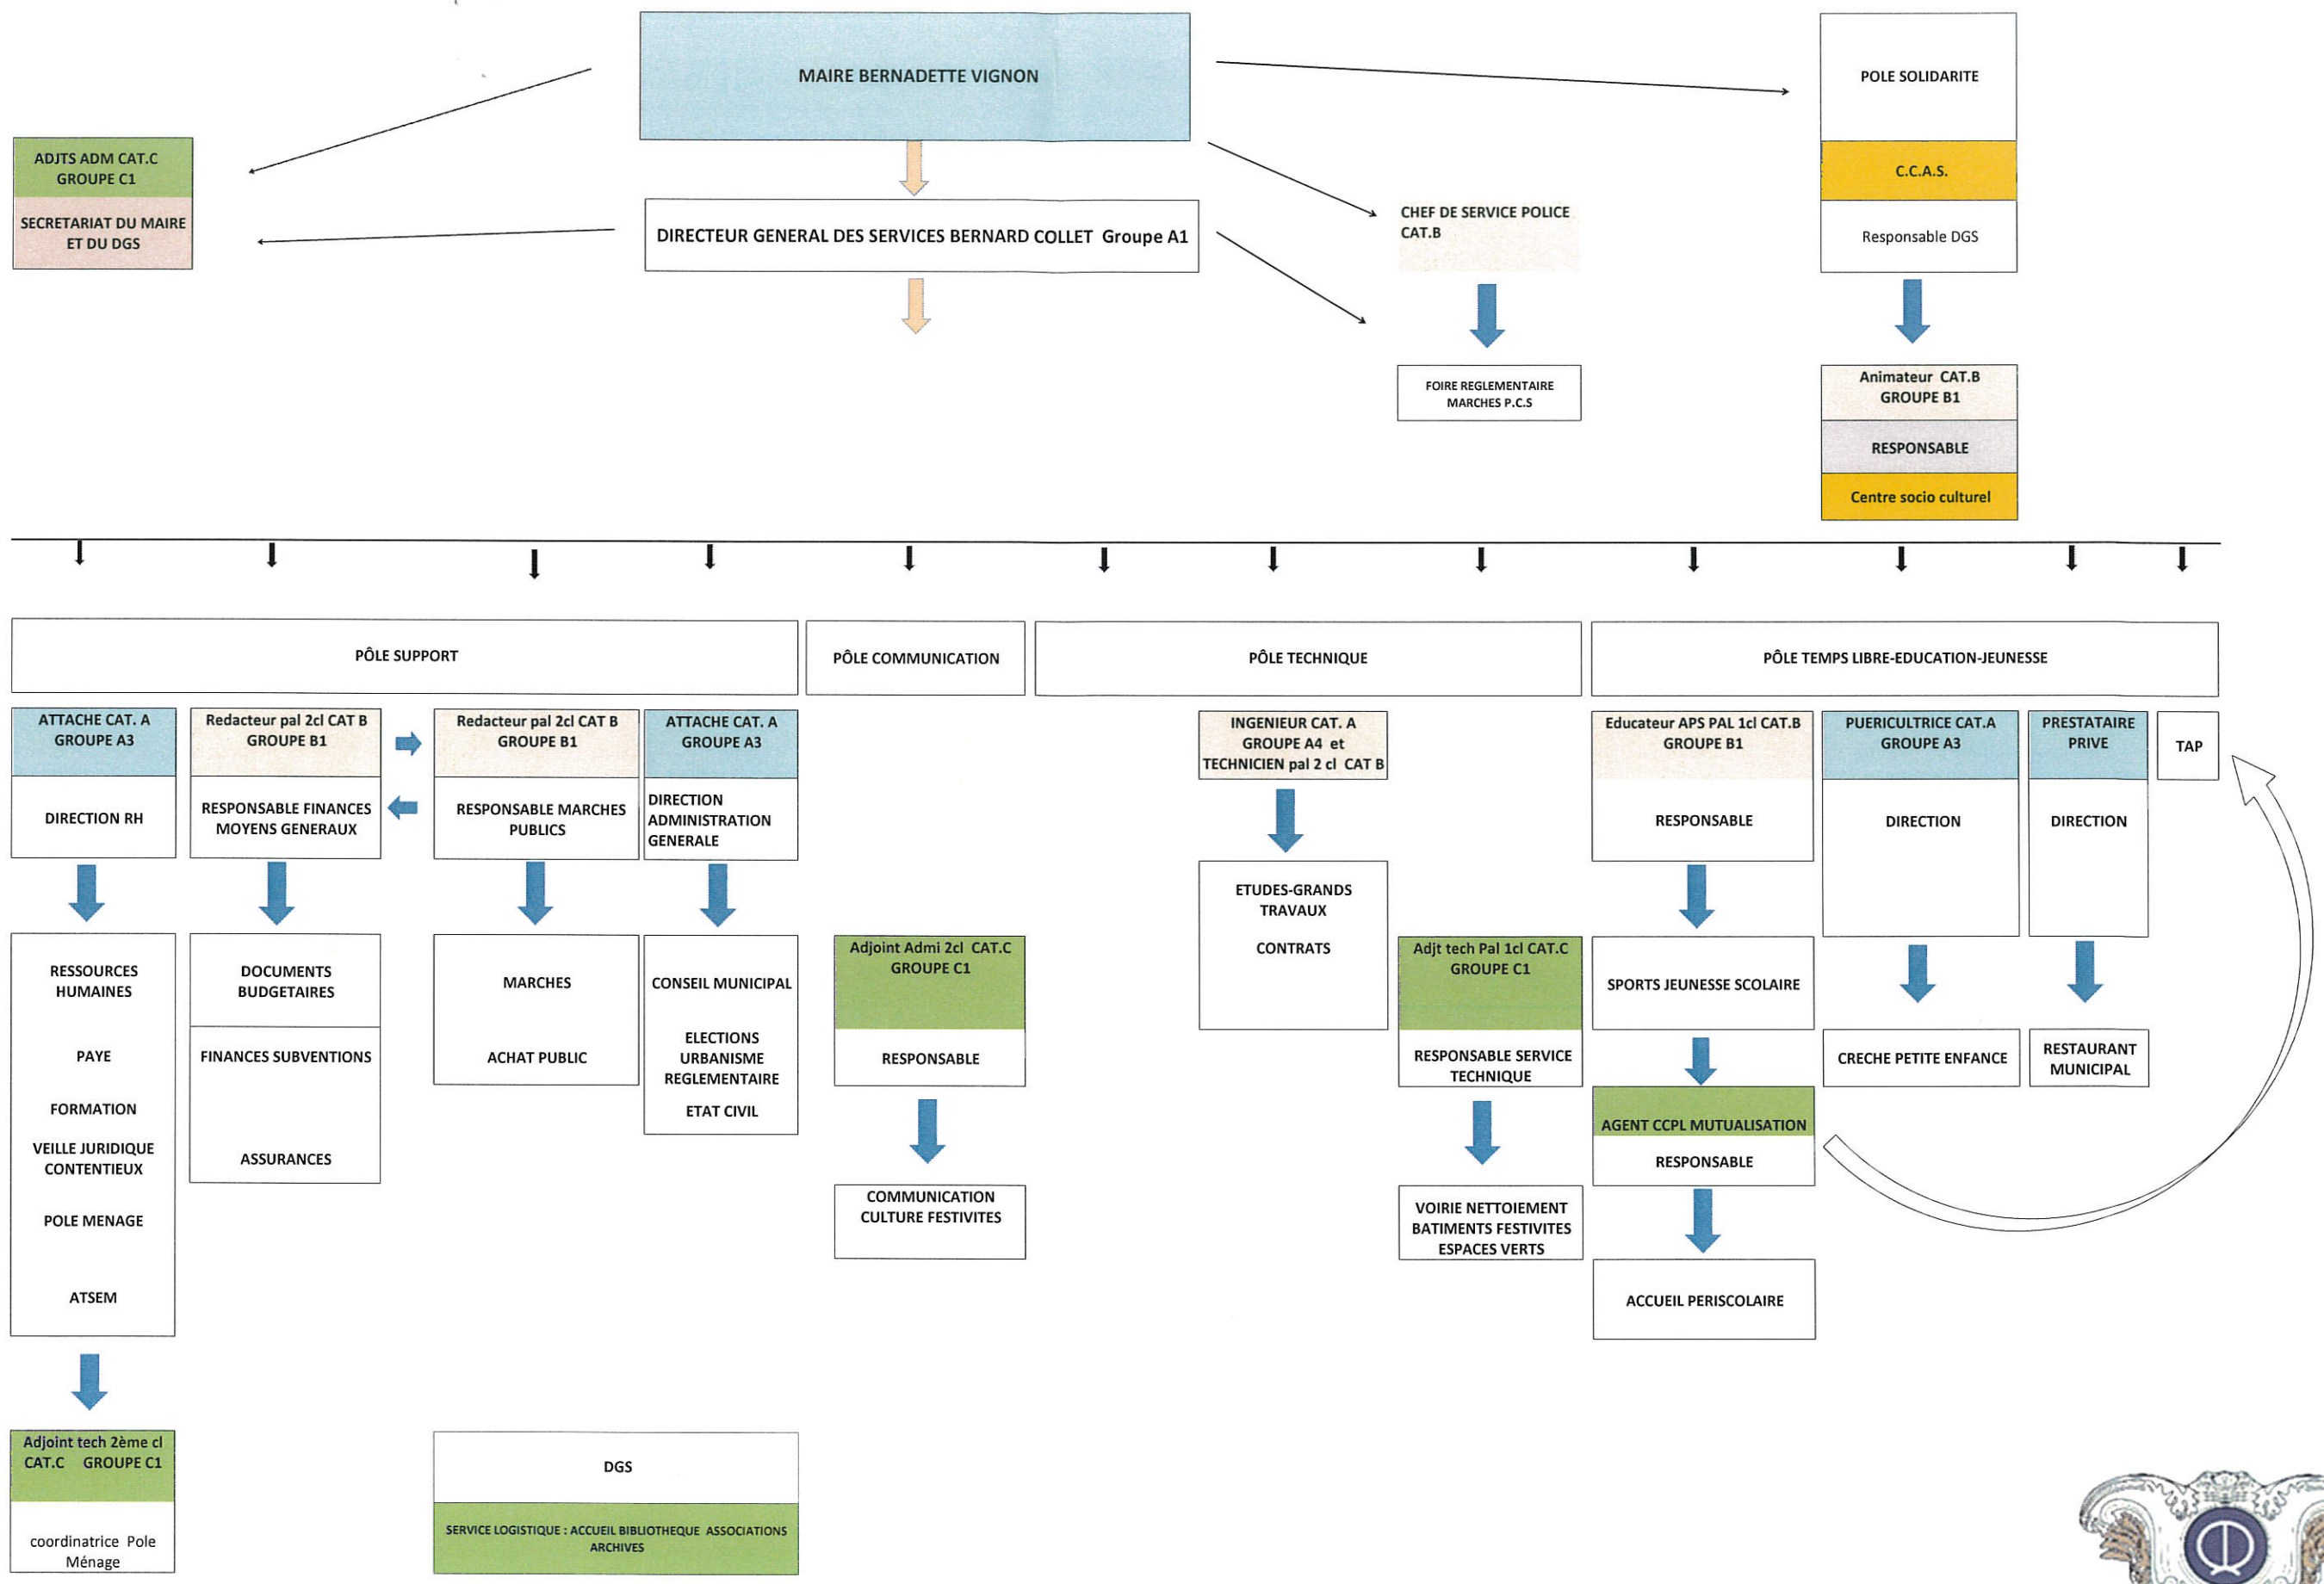 MAIRE BERNADETTE VIGNON
POLE SOLIDARITE
ADJTS ADM CAT.C
GROUPE C1
C.C.A.S.
SECRETARIAT DU MAIRE
ET DU DGS
DIRECTEUR GENERAL DES SERVICES BERNARD COLLET Groupe A1
CHEF DE SERVICE POLICE
CAT.B
Responsable DGS
FOIRE REGLEMENTAIRE
MARCHES P.C.S
Animateur CAT.B
GROUPE B1
RESPONSABLE
Centre socio culturel
PÔLE SUPPORT
PÔLE COMMUNICATION
PÔLE TECHNIQUE
PÔLE TEMPS LIBRE-EDUCATION-JEUNESSE
ATTACHE CAT. A
GROUPE A3
DIRECTION RH
RESSOURCES
HUMAINES
PAYE
FORMATION
VEILLE JURIDIQUE
CONTENTIEUX
POLE MENAGE
ATSEM
Adjoint tech 2ème cl
CAT.C GROUPE C1
coordinatrice Pole
Ménage
Redacteur pal 2cl CAT B
GROUPE B1
RESPONSABLE FINANCES
MOYENS GENERAUX
DOCUMENTS
BUDGETAIRES
FINANCES SUBVENTIONS
ASSURANCES
Redacteur pal 2cl CAT B
GROUPE B1
RESPONSABLE MARCHES
PUBLICS
MARCHES
ACHAT PUBLIC
ATTACHE CAT. A
GROUPE A3
DIRECTION
ADMINISTRATION
GENERALE
CONSEIL MUNICIPAL
ELECTIONS
URBANISME
REGLEMENTAIRE
ETAT CIVIL
DGS
SERVICE LOGISTIQUE : ACCUEIL BIBLIOTHEQUE ASSOCIATIONS
ARCHIVES
Adjoint Admi 2cl CAT.C
GROUPE C1
RESPONSABLE
COMMUNICATION
CULTURE FESTIVITES
INGENIEUR CAT. A
GROUPE A4 et
TECHNICIEN pal 2 cl CAT B
ETUDES-GRANDS
TRAVAUX
CONTRATS
Adjt tech Pal 1cl CAT.C
GROUPE C1
RESPONSABLE SERVICE
TECHNIQUE
VOIRIE NETTOIEMENT
BATIMENTS FESTIVITES
ESPACES VERTS
Educateur APS PAL 1cl CAT.B
GROUPE B1
RESPONSABLE
SPORTS JEUNESSE SCOLAIRE
AGENT CCPL MUTUALISATION
RESPONSABLE
ACCUEIL PERISCOLAIRE
PUERICULTRICE CAT.A
GROUPE A3
DIRECTION
CRECHE PETITE ENFANCE
PRESTATAIRE
PRIVE
DIRECTION
RESTAURANT
MUNICIPAL
TAP